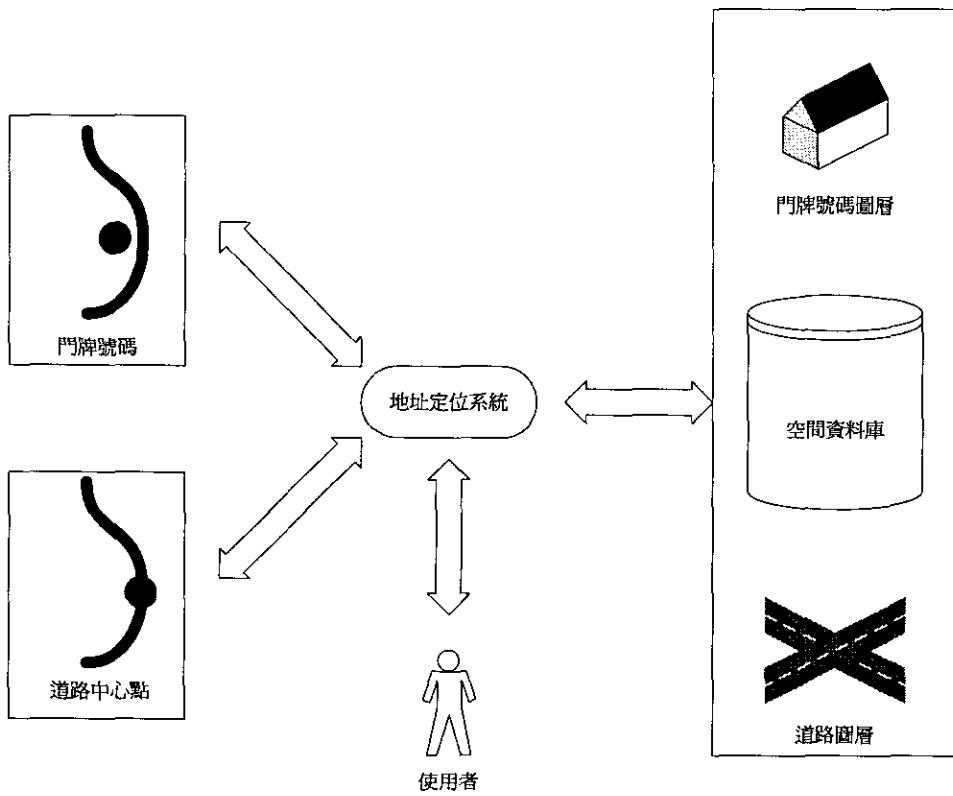 門牌號碼圖層
門牌號碼
地址定位系統
空間資料庫
道路中心點
道路圖層
使用者